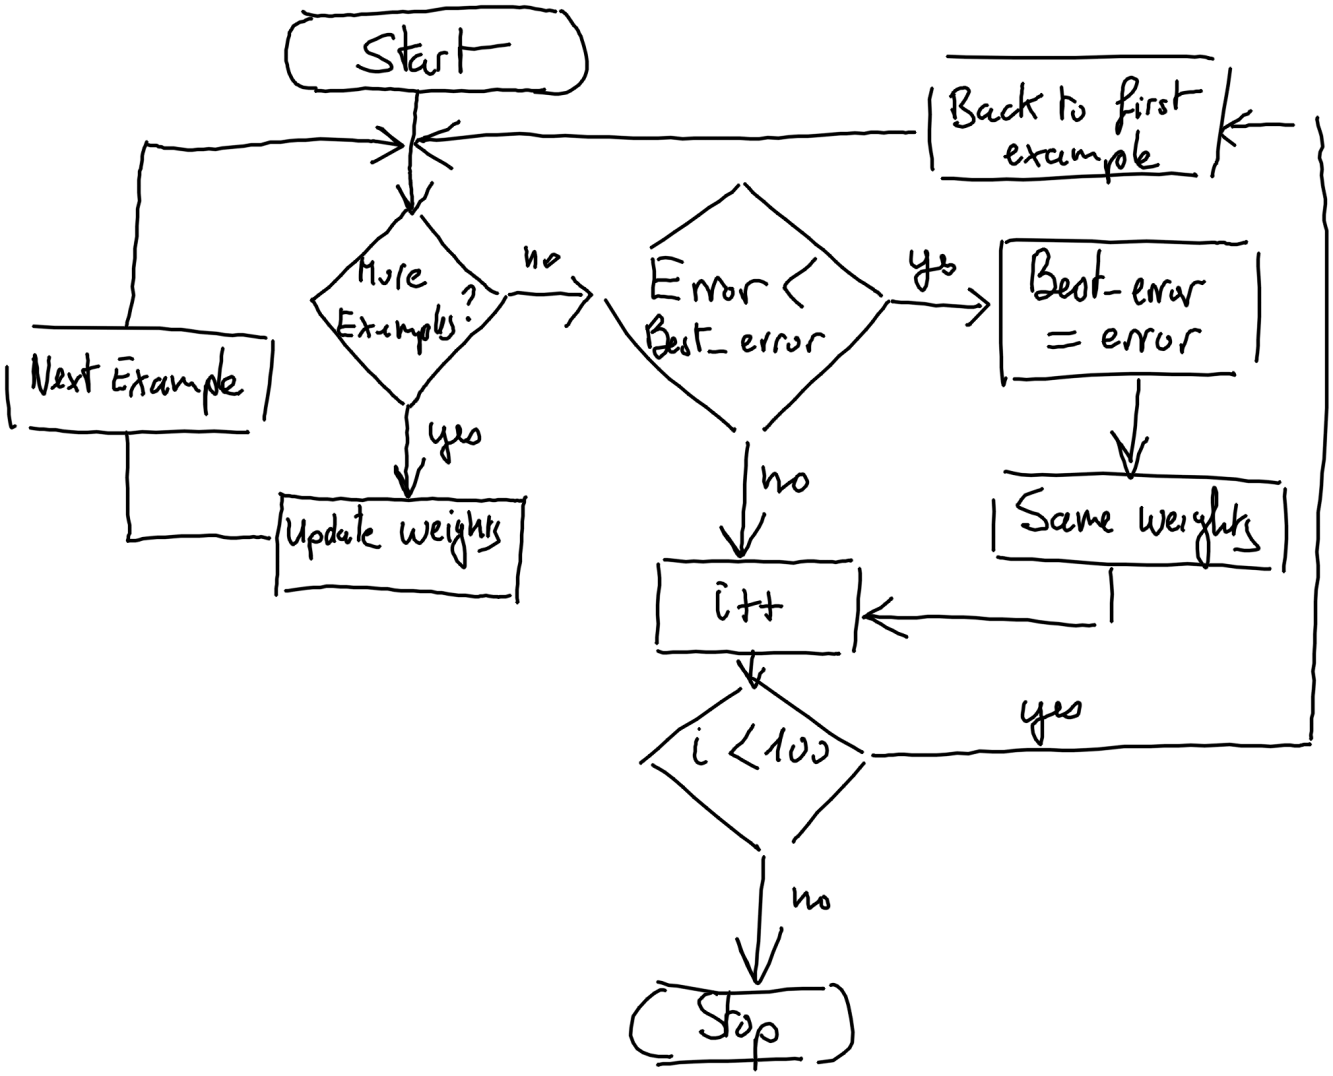 Start
Back to first
example
More
Examples?
no
Error <
Best_error
yes
Best_error
= error
Next Example
yes
Update weights
no
Same weights
i++
i < 100
yes
no
Stop